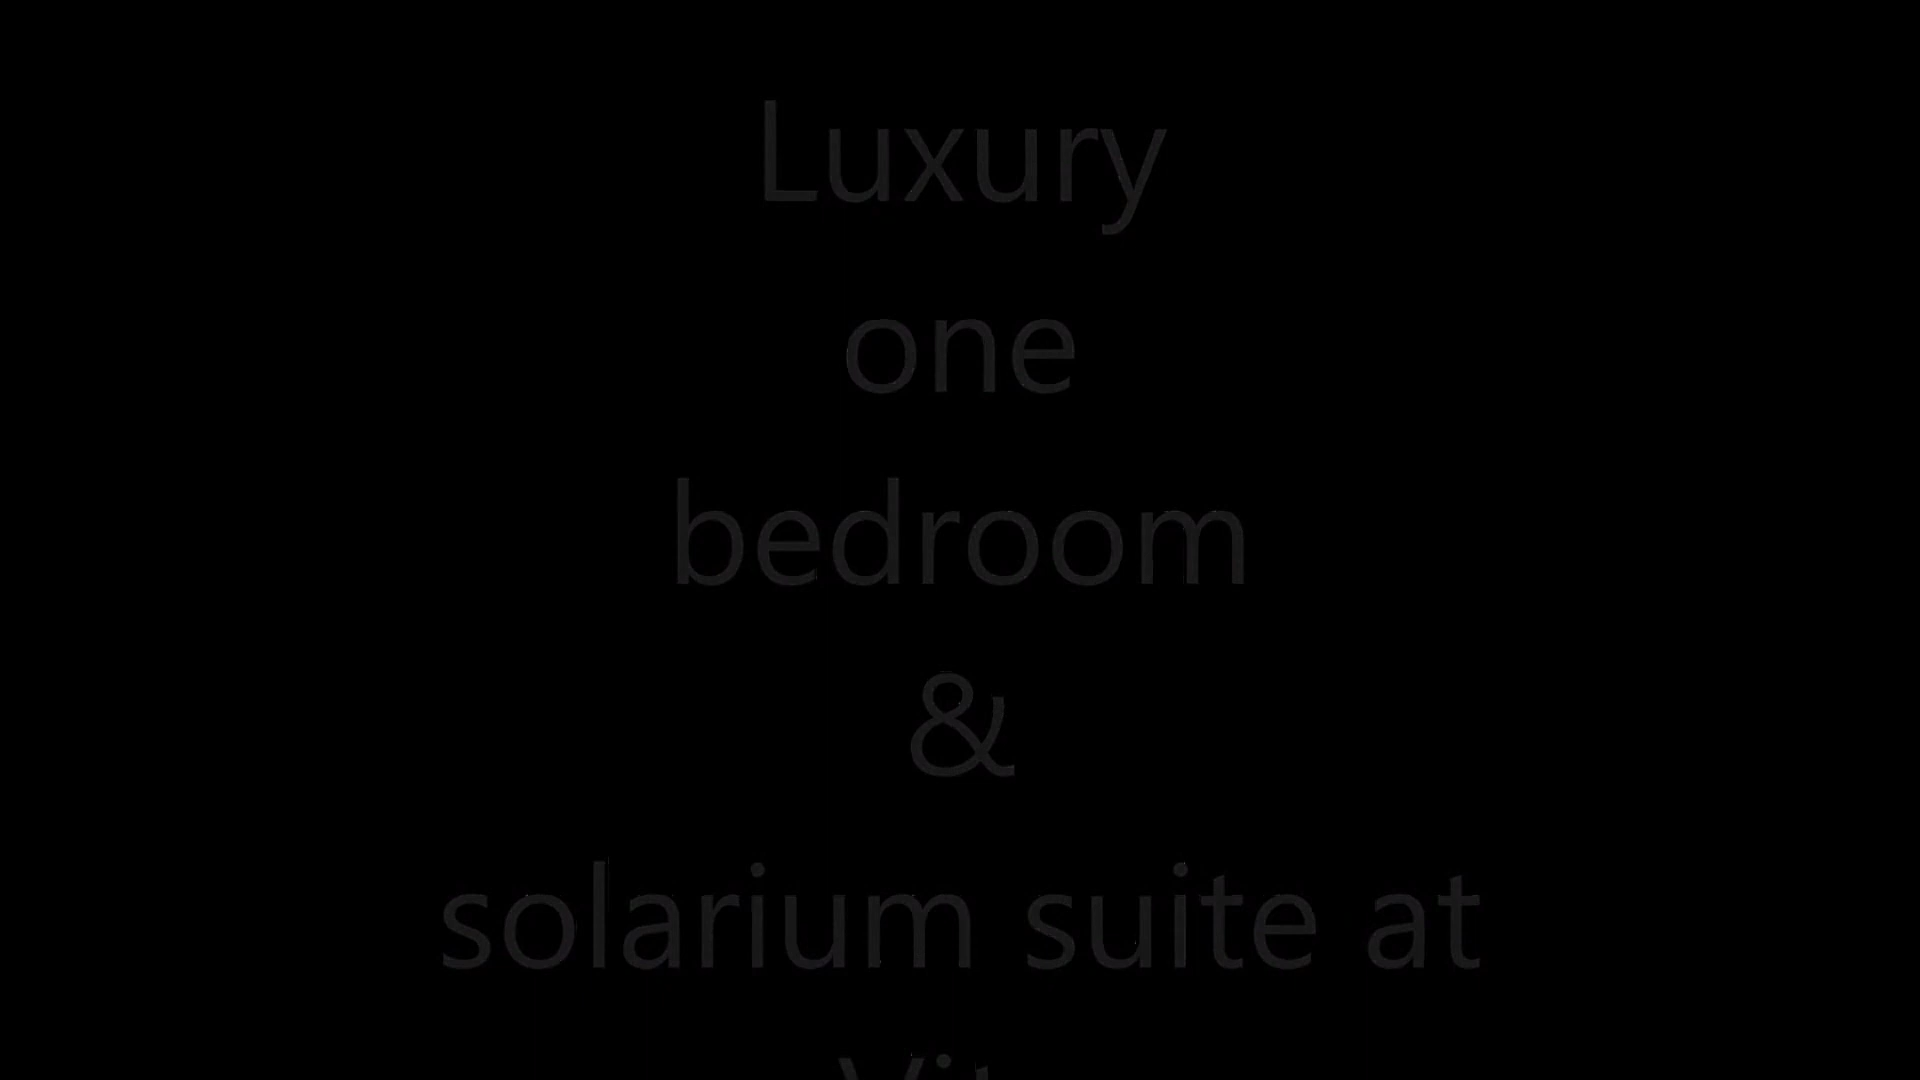 Luxury
one
bedroom
&
solarium suite at